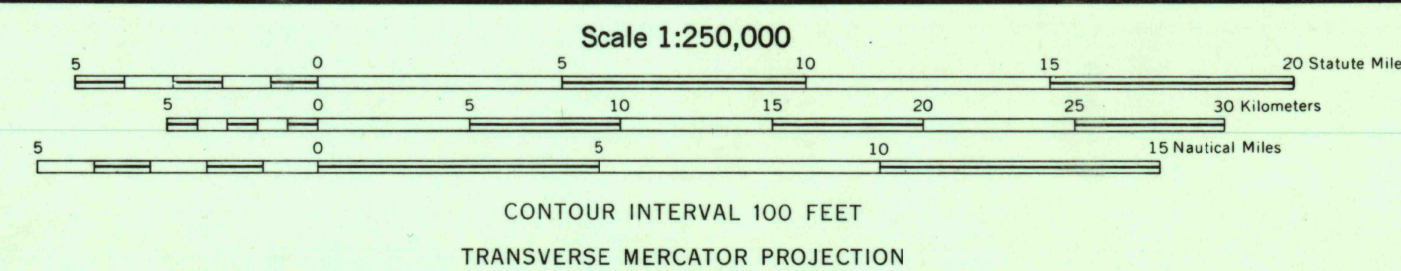 Scale 1:250,000
5 0 5 10 15 20 Statute Mile
5 0 5 10 15 20 25 30 Kilometers
5 0 5 10 15 Nautical Miles
CONTOUR INTERVAL 100 FEET
TRANSVERSE MERCATOR PROJECTION